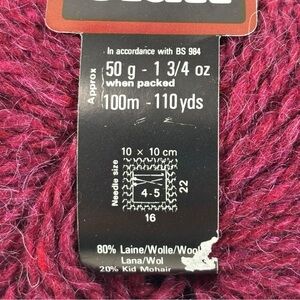 In accordance with BS 984
Approx
50 g - 1 3/4 oz
when packed
100m - 110 yds
10 × 10 cm
Needle size
4-5
22
16
80% Laine/Wolle/Wool
Lana/Wol
20% Kid Mohair